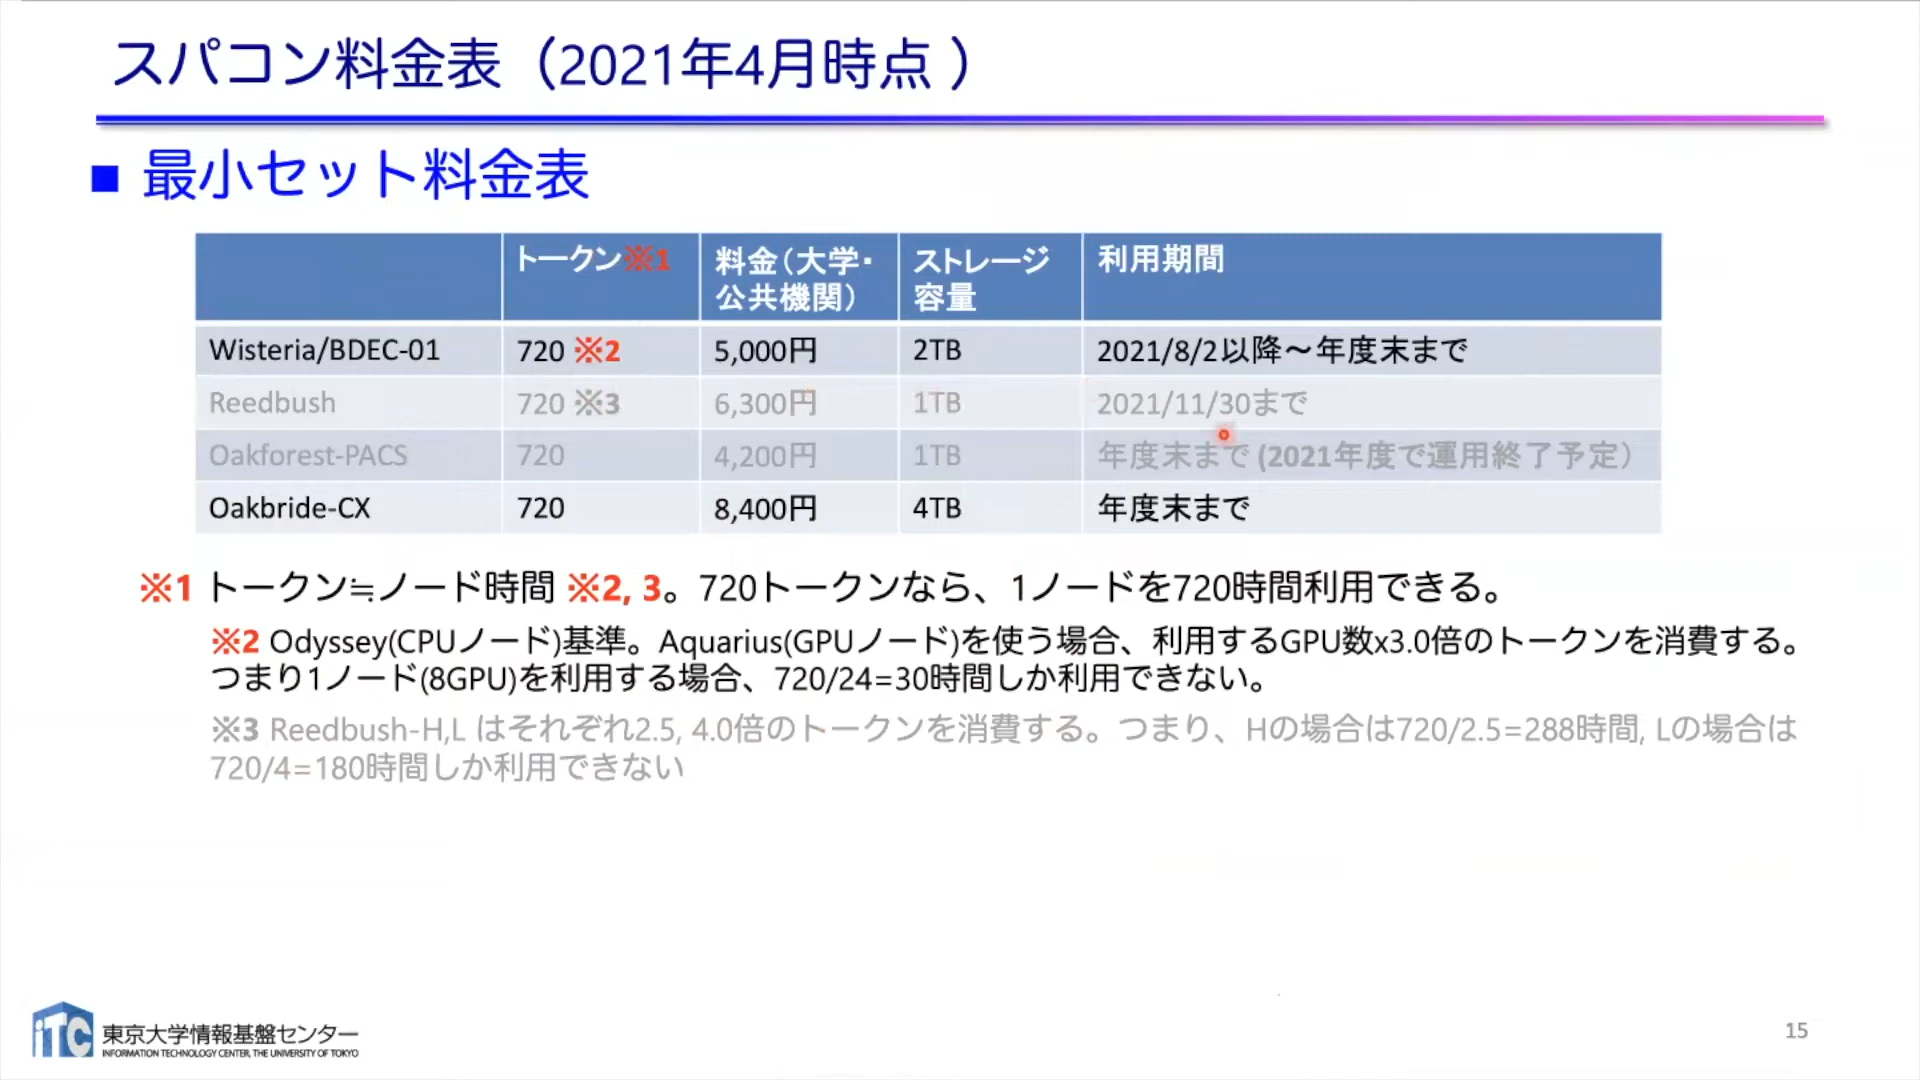 スパコン料金表（2021年4月時点 ）
■ 最小セット料金表
トークン※1 料金（大学・公共機関） ストレージ容量 利用期間
Wisteria/BDEC-01 720 ※2 5,000円 2TB 2021/8/2以降～年度末まで
Reedbush 720 ※3 6,300円 1TB 2021/11/30まで
Oakforest-PACS 720 4,200円 1TB 年度末まで (2021年度で運用終了予定）
Oakbride-CX 720 8,400円 4TB 年度末まで
※1 トークン≒ノード時間 ※2, 3。720トークンなら、1ノードを720時間利用できる。
※2 Odyssey(CPUノード)基準。Aquarius(GPUノード)を使う場合、利用するGPU数x3.0倍のトークンを消費する。
つまり1ノード(8GPU)を利用する場合、720/24=30時間しか利用できない。
※3 Reedbush-H,L はそれぞれ2.5, 4.0倍のトークンを消費する。つまり、Hの場合は720/2.5=288時間, Lの場合は
720/4=180時間しか利用できない
iTC 東京大学情報基盤センター
INFORMATION TECHNOLOGY CENTER, THE UNIVERSITY OF TOKYO
15